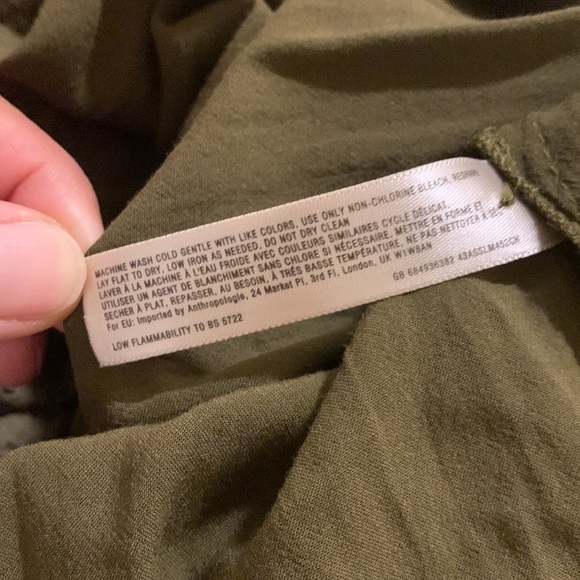 MACHINE WASH COLD GENTLE WITH LIKE COLORS, USE ONLY NON-CHLORINE BLEACH, RESHAPE
LAY FLAT TO DRY. LOW IRON AS NEEDED. DO NOT DRY CLEAN
LAVER À LA MACHINE À L'EAU FROIDE AVEC COULEURS SIMILAIRES CYCLE DÉLICAT.
UTILISER UN AGENT DE BLANCHIMENT SANS CHLORE SI NÉCESSAIRE. METTRE EN FORME ET
SECHER À PLAT, REPASSER, AU BESOIN, À TRÈS BASSE TEMPÉRATURE. NE PAS NETTOYER À SEC
For EU: Imported by Anthropologie, 24 Market Pl, 3rd Fl, London, UK W1W8AN
GB 684936382 43ASSLM452CH
LOW FLAMMABILITY TO BS 5722